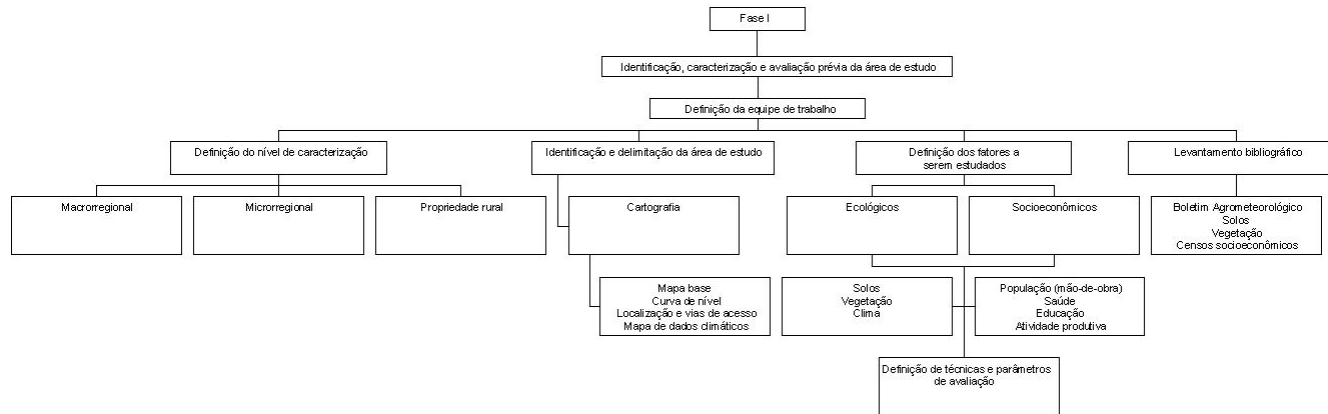 Fase I
Identificação, caracterização e avaliação prévia da área de estudo
Definição da equipe de trabalho
Definição do nível de caracterização
Identificação e delimitação da área de estudo
Definição dos fatores a
serem estudados
Levantamento bibliográfico
Macrorregional
Microrregional
Propriedade rural
Cartografia
Ecológicos
Socioeconômicos
Boletim Agrometeorológico
Solos
Vegetação
Censos socioeconômicos
Mapa base
Curva de nível
Localização e vias de acesso
Mapa de dados climáticos
Solos
Vegetação
Clima
População (mão-de-obra)
Saúde
Educação
Atividade produtiva
Definição de técnicas e parâmetros
de avaliação